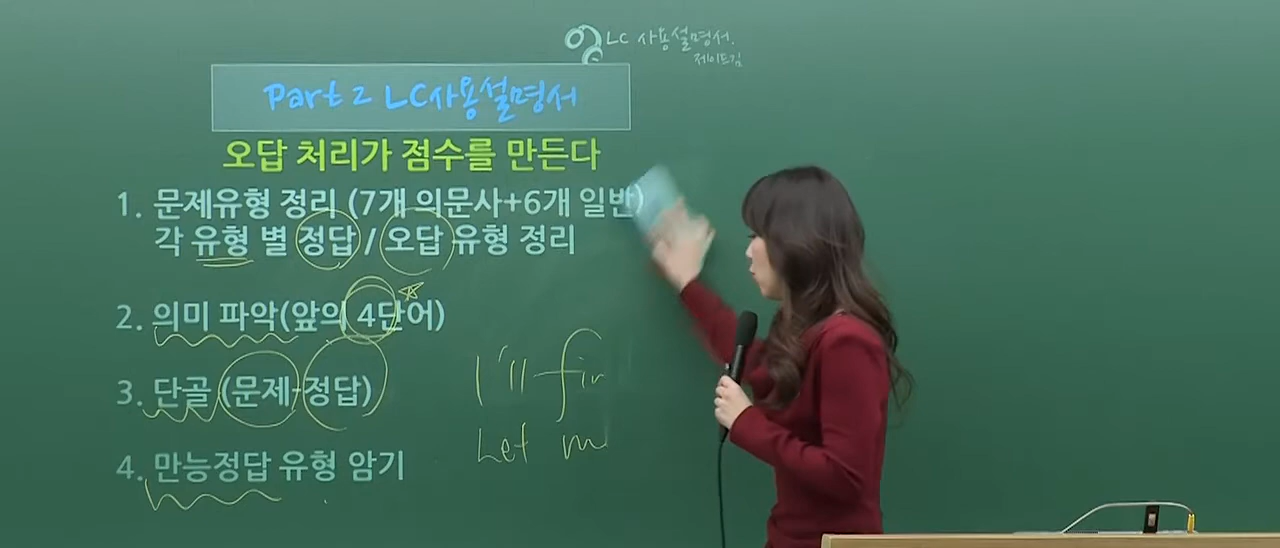 LC 사용설명서.
제이드김
Part 2 LC사용설명서
오답 처리가 점수를 만든다
1. 문제유형 정리 (7개 의문사+6개 일반)
각 유형 별 정답 / 오답 유형 정리
2. 의미 파악(앞의 4단어)
3. 단골 (문제-정답)
4. 만능정답 유형 암기
I'll fin
Let m